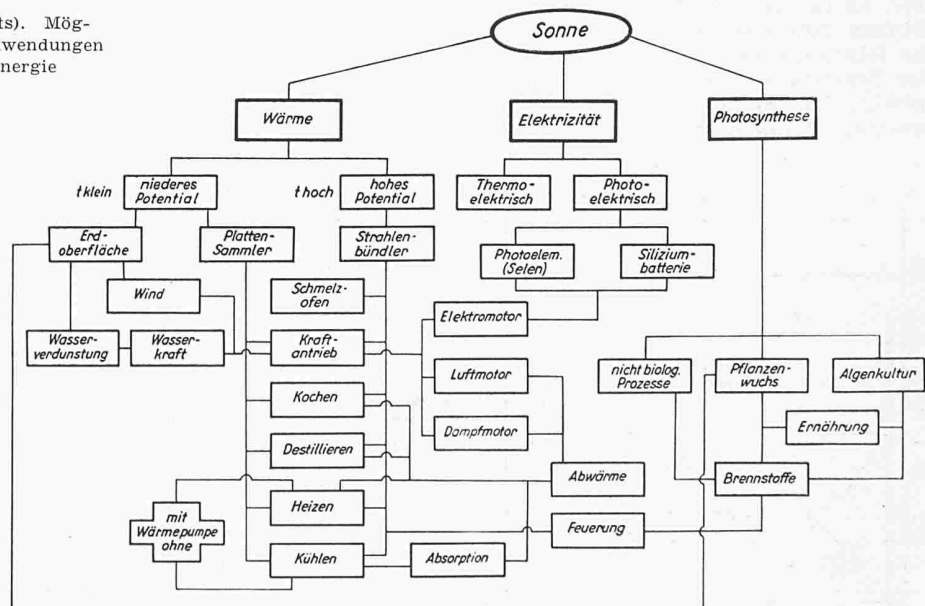 ts). Mög-
wendungen
nergie
Sonne
Wärme
Elektrizität
Photosynthese
t klein
niederes
Potential
t hoch
hohes
Potential
Thermo-
elektrisch
Photo-
elektrisch
Erd-
oberfläche
Platten-
Sammler
Strahlen-
bündler
Photoelem.
(Selen)
Silizium-
batterie
Wind
Schmelz-
ofen
Elektromotor
Wasser-
verdunstung
Wasser-
kraft
Kraft-
antrieb
Luftmotor
nicht biolog.
Prozesse
Pflanzen-
wuchs
Algenkultur
Kochen
Dampfmotor
Ernährung
Destillieren
Abwärme
Brennstoffe
mit
Wärmepumpe
ohne
Heizen
Feuerung
Kühlen
Absorption